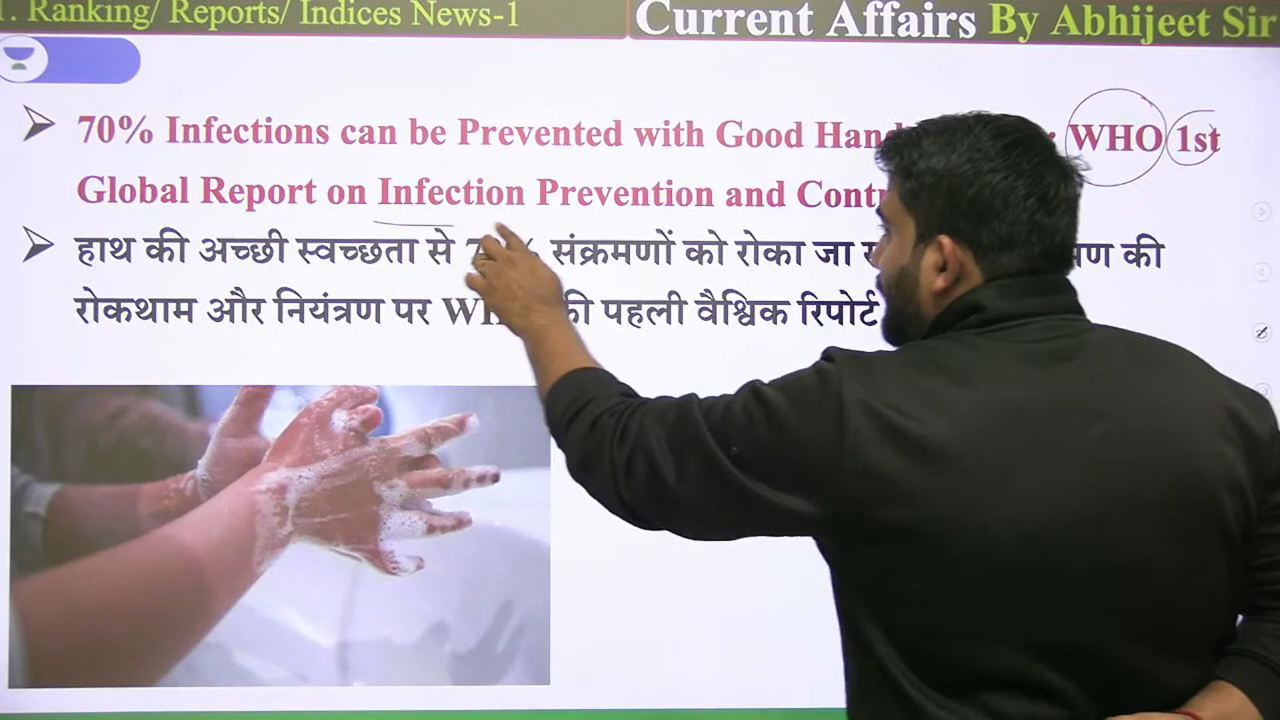 1. Ranking/ Reports/ Indices News-1
Current Affairs By Abhijeet Sir
70% Infections can be Prevented with Good Hand : WHO 1st
Global Report on Infection Prevention and
हाथ की अच्छी स्वच्छता से संक्रमणों को रोका जा की
रोकथाम और नियंत्रण पर की पहली वैश्विक रिपोर्ट